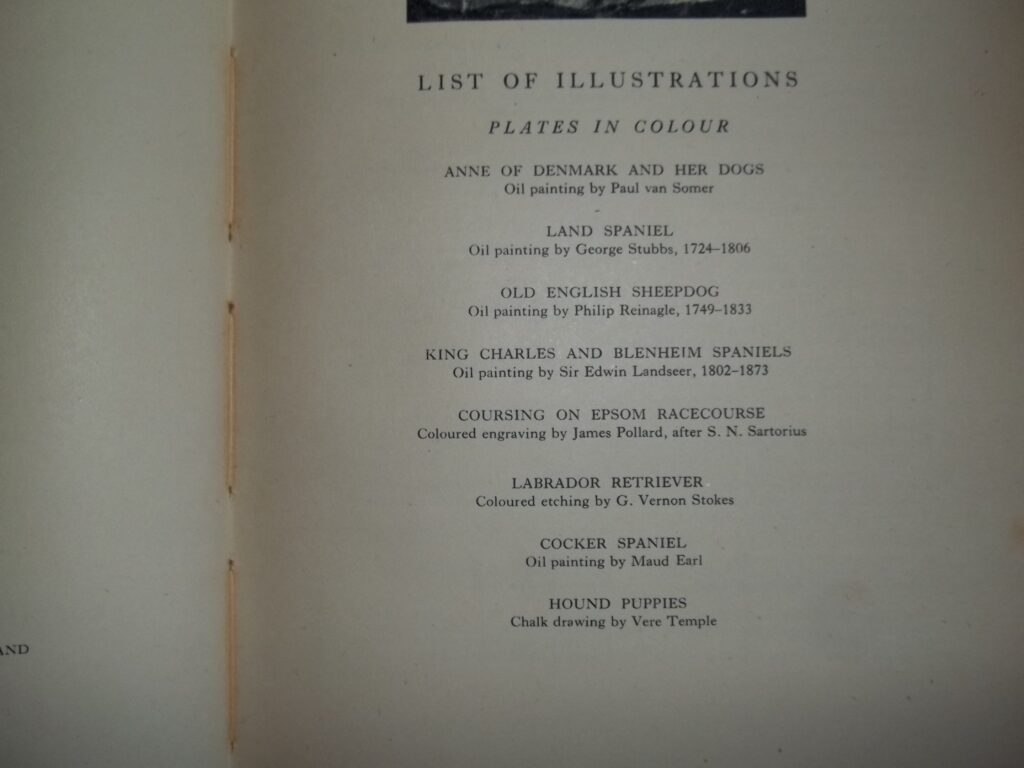 LIST OF ILLUSTRATIONS
PLATES IN COLOUR
ANNE OF DENMARK AND HER DOGS
Oil painting by Paul van Somer
LAND SPANIEL
Oil painting by George Stubbs, 1724–1806
OLD ENGLISH SHEEPDOG
Oil painting by Philip Reinagle, 1749–1833
KING CHARLES AND BLENHEIM SPANIELS
Oil painting by Sir Edwin Landseer, 1802–1873
COURSING ON EPSOM RACECOURSE
Coloured engraving by James Pollard, after S. N. Sartorius
LABRADOR RETRIEVER
Coloured etching by G. Vernon Stokes
COCKER SPANIEL
Oil painting by Maud Earl
HOUND PUPPIES
Chalk drawing by Vere Temple